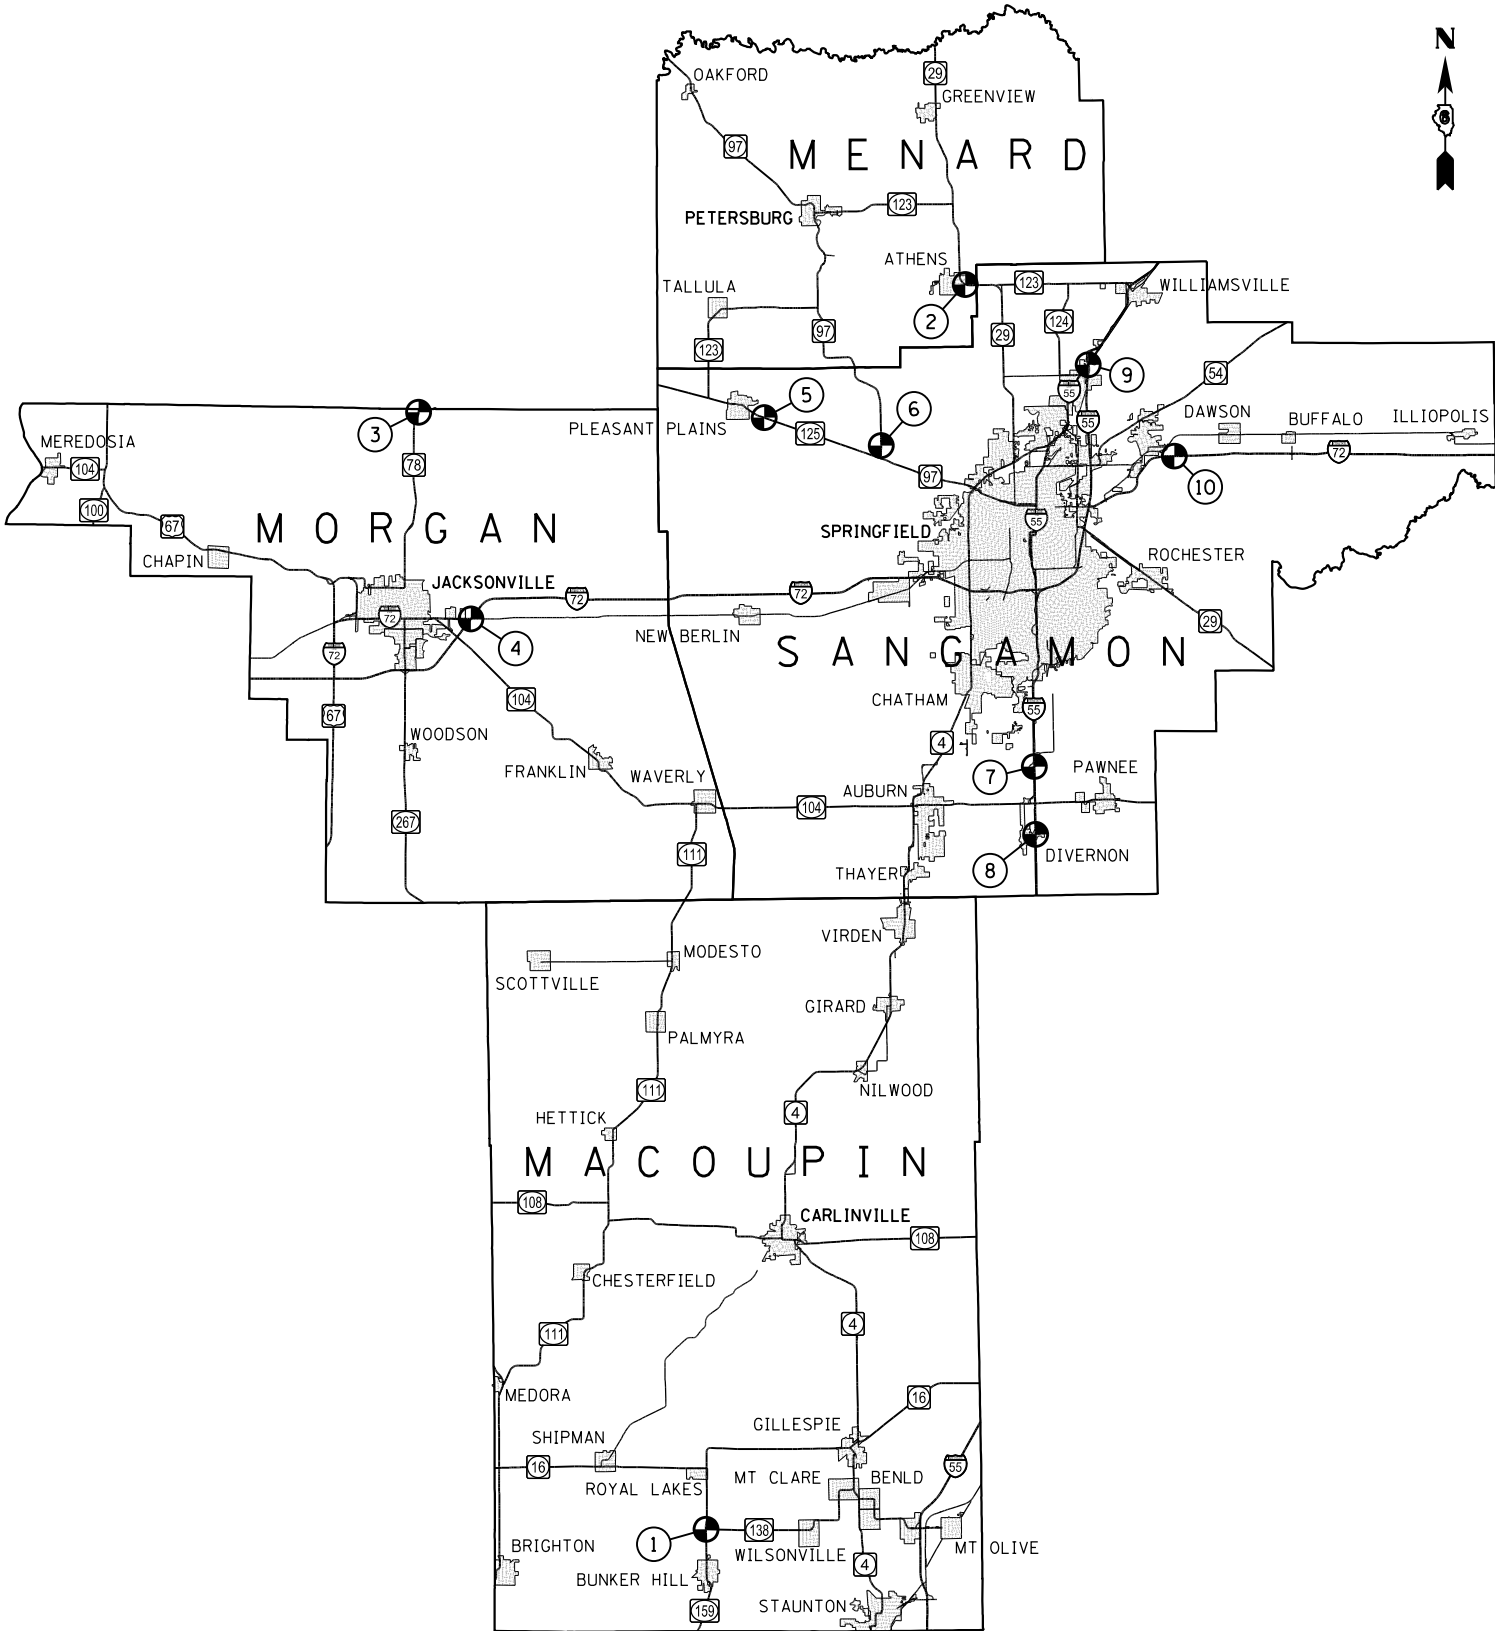 N
6
OAKFORD
29
GREENVIEW
97
MENARD
PETERSBURG
123
ATHENS
TALLULA
123
WILLIAMSVILLE
2
97
29
124
123
9
54
55
5
6
3
PLEASANT PLAINS
125
55
DAWSON
BUFFALO
ILLIOPOLIS
MEREDOSIA
104
78
97
72
10
100
67
MORGAN
55
SPRINGFIELD
CHAPIN
ROCHESTER
JACKSONVILLE
72
72
72
NEW BERLIN
29
4
72
SANGAMON
104
CHATHAM
67
55
WOODSON
4
FRANKLIN
WAVERLY
7
PAWNEE
AUBURN
267
104
111
8
DIVERNON
THAYER
VIRDEN
MODESTO
SCOTTVILLE
GIRARD
PALMYRA
111
NILWOOD
4
HETTICK
MACOUPIN
108
CARLINVILLE
108
CHESTERFIELD
4
111
MEDORA
16
GILLESPIE
SHIPMAN
16
55
MT CLARE
BENLD
ROYAL LAKES
1
138
BRIGHTON
WILSONVILLE
MT OLIVE
4
BUNKER HILL
159
STAUNTON